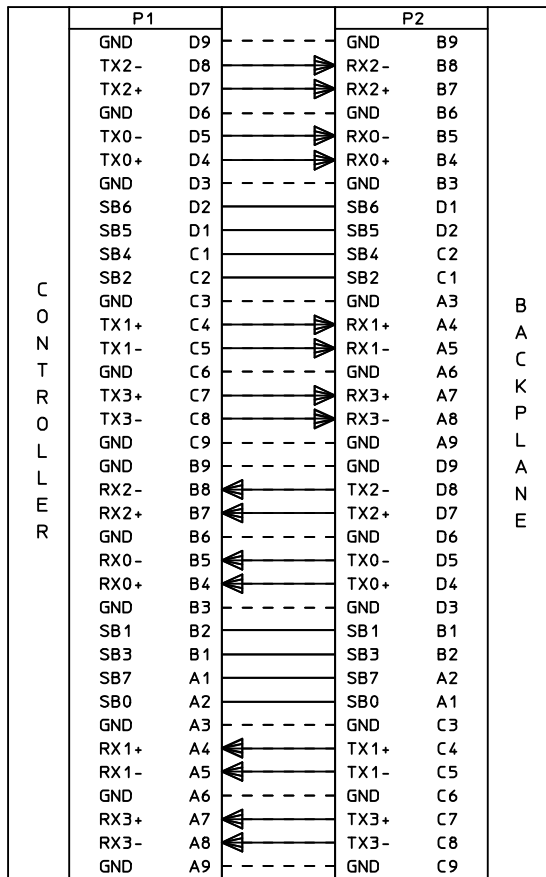 P1 P2
GND D9 GND B9
TX2- D8 RX2- B8
TX2+ D7 RX2+ B7
GND D6 GND B6
TX0- D5 RX0- B5
TX0+ D4 RX0+ B4
GND D3 GND B3
SB6 D2 SB6 D1
SB5 D1 SB5 D2
SB4 C1 SB4 C2
SB2 C2 SB2 C1
GND C3 GND A3
TX1+ C4 RX1+ A4
TX1- C5 RX1- A5
GND C6 GND A6
TX3+ C7 RX3+ A7
TX3- C8 RX3- A8
GND C9 GND A9
GND B9 GND D9
RX2- B8 TX2- D8
RX2+ B7 TX2+ D7
GND B6 GND D6
RX0- B5 TX0- D5
RX0+ B4 TX0+ D4
GND B3 GND D3
SB1 B2 SB1 B1
SB3 B1 SB3 B2
SB7 A1 SB7 A2
SB0 A2 SB0 A1
GND A3 GND C3
RX1+ A4 TX1+ C4
RX1- A5 TX1- C5
GND A6 GND C6
RX3+ A7 TX3+ C7
RX3- A8 TX3- C8
GND A9 GND C9
CONTROLLER
BACKPLANE